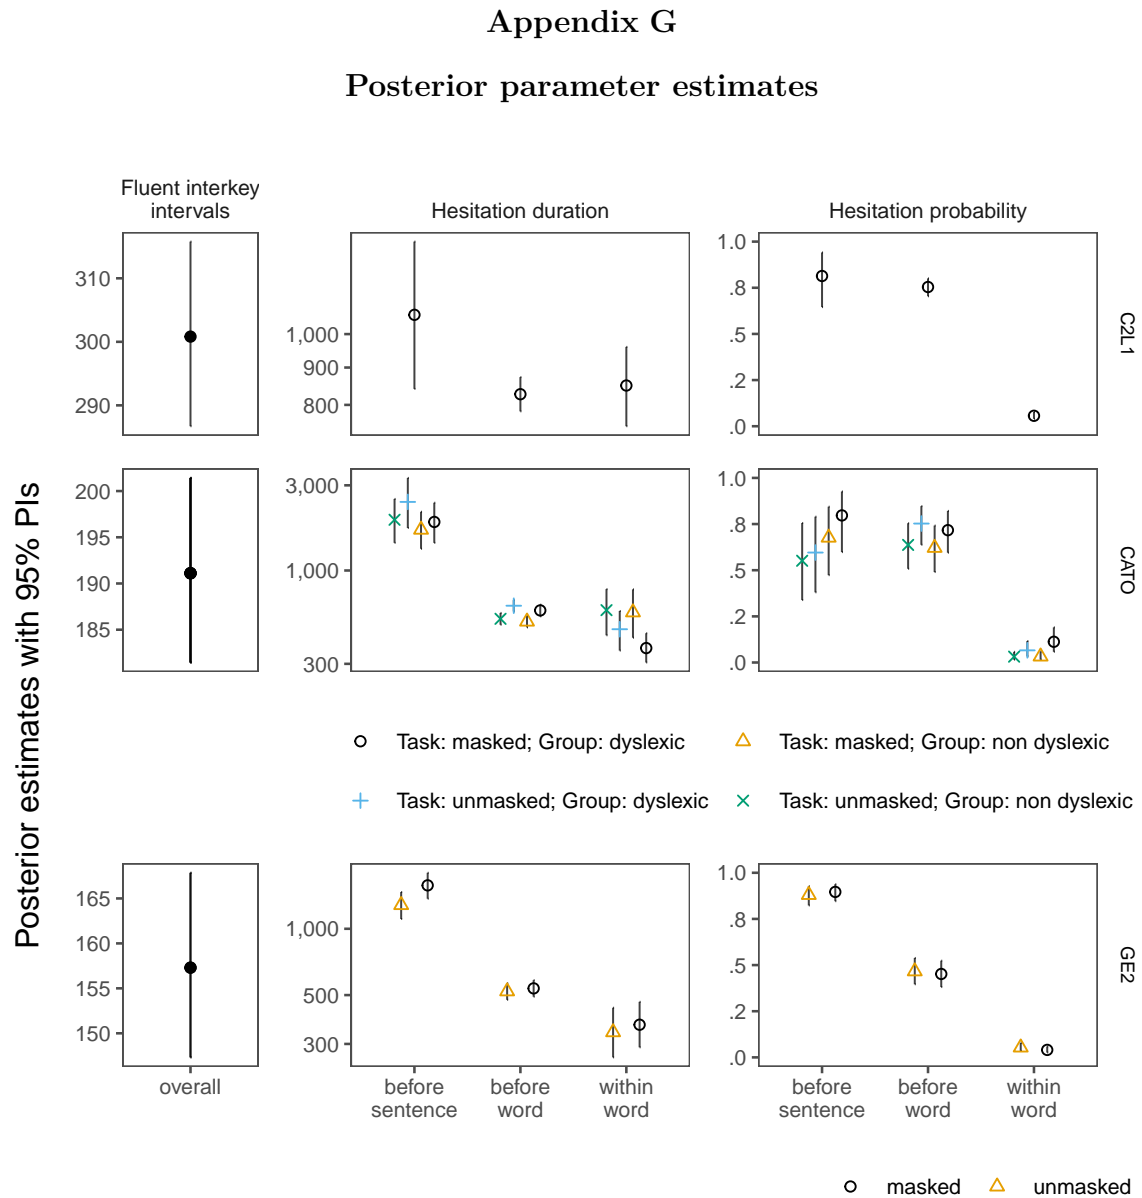 Appendix G
Posterior parameter estimates
Posterior estimates with 95% PIs
Fluent interkey
intervals
Hesitation duration
Hesitation probability
310
300
290
1,000
900
800
1.0
.8
.5
.2
.0
C2L1
200
195
190
185
3,000
1,000
300
1.0
.8
.5
.2
.0
CATO
Task: masked; Group: dyslexic
Task: masked; Group: non dyslexic
Task: unmasked; Group: dyslexic
Task: unmasked; Group: non dyslexic
165
160
155
150
1,000
500
300
1.0
.8
.5
.2
.0
GE2
overall
before
sentence
before
word
within
word
before
sentence
before
word
within
word
masked
unmasked